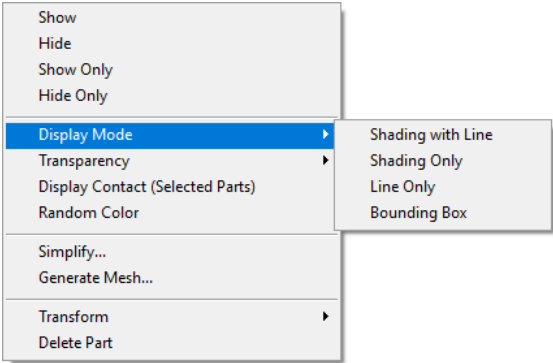 Show
Hide
Show Only
Hide Only
Display Mode
Transparency
Display Contact (Selected Parts)
Random Color
Simplify...
Generate Mesh...
Transform
Delete Part
Shading with Line
Shading Only
Line Only
Bounding Box